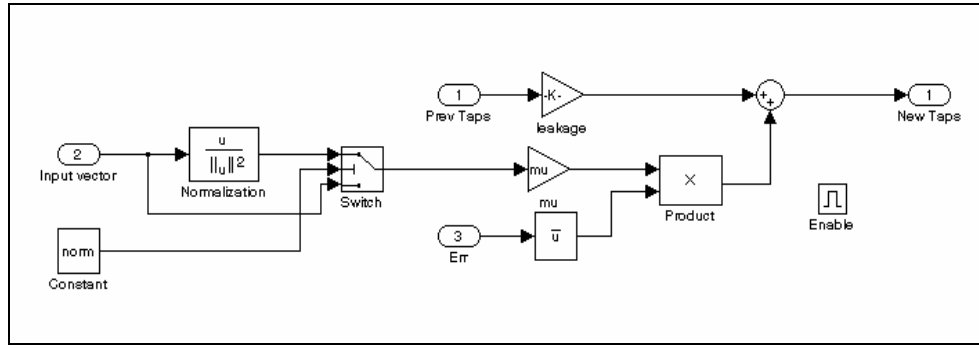 1
Prev Taps
-K-
leakage
+
+
1
New Taps
2
Input vector
u
||u||2
Normalization
Switch
mu
mu
×
Product
Enable
norm
Constant
3
Err
u